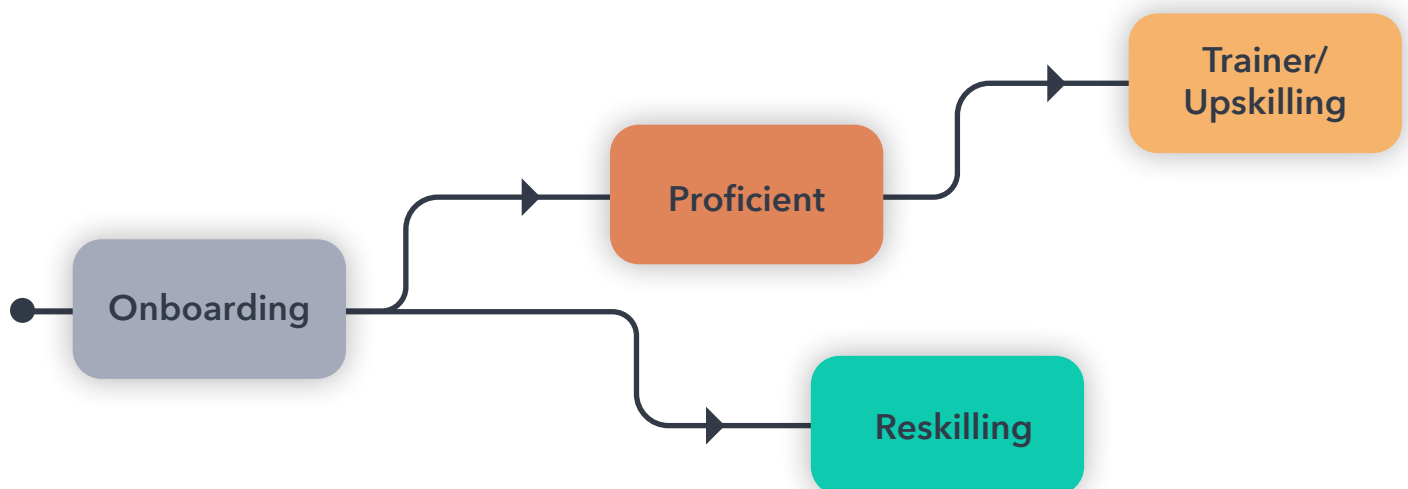 Trainer/
Upskilling
Proficient
Onboarding
Reskilling